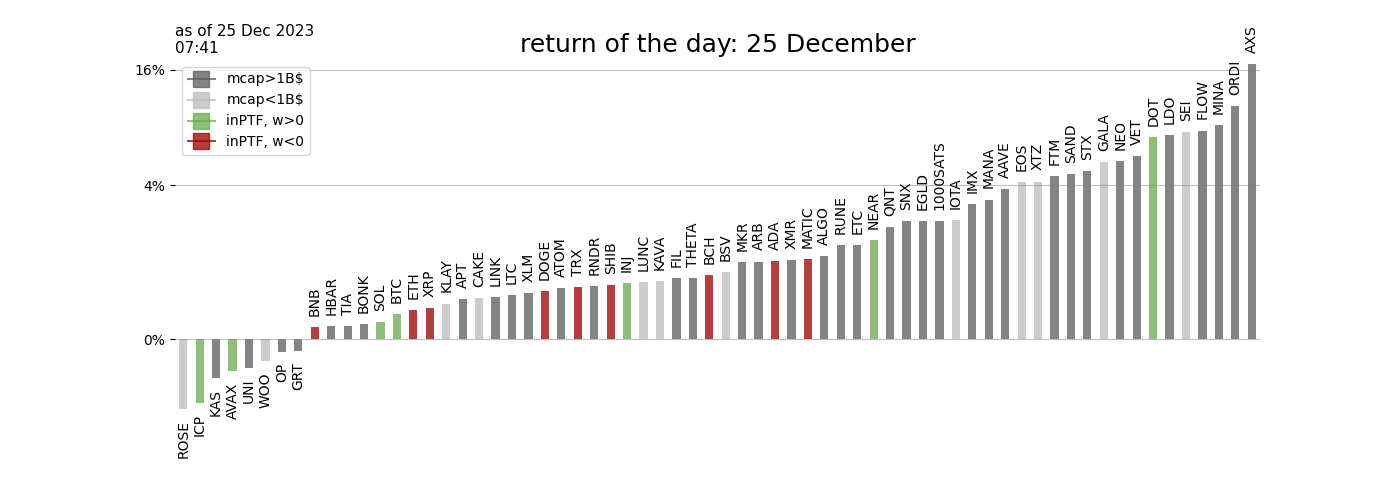 as of 25 Dec 2023
07:41
return of the day: 25 December
mcap>1B$
mcap<1B$
inPTF, w>0
inPTF, w<0
16%
4%
0%
ROSE
ICP
KAS
AVAX
UNI
WOO
OP
GRT
BNB
HBAR
TIA
BONK
SOL
BTC
ETH
XRP
KLAY
APT
CAKE
LINK
LTC
XLM
DOGE
ATOM
TRX
RNDR
SHIB
INJ
LUNC
KAVA
FIL
THETA
BCH
BSV
MKR
ARB
ADA
XMR
MATIC
ALGO
RUNE
ETC
NEAR
QNT
SNX
EGLD
1000SATS
IOTA
IMX
MANA
AAVE
EOS
XTZ
FTM
SAND
STX
GALA
NEO
VET
DOT
LDO
SEI
FLOW
MINA
ORDI
AXS